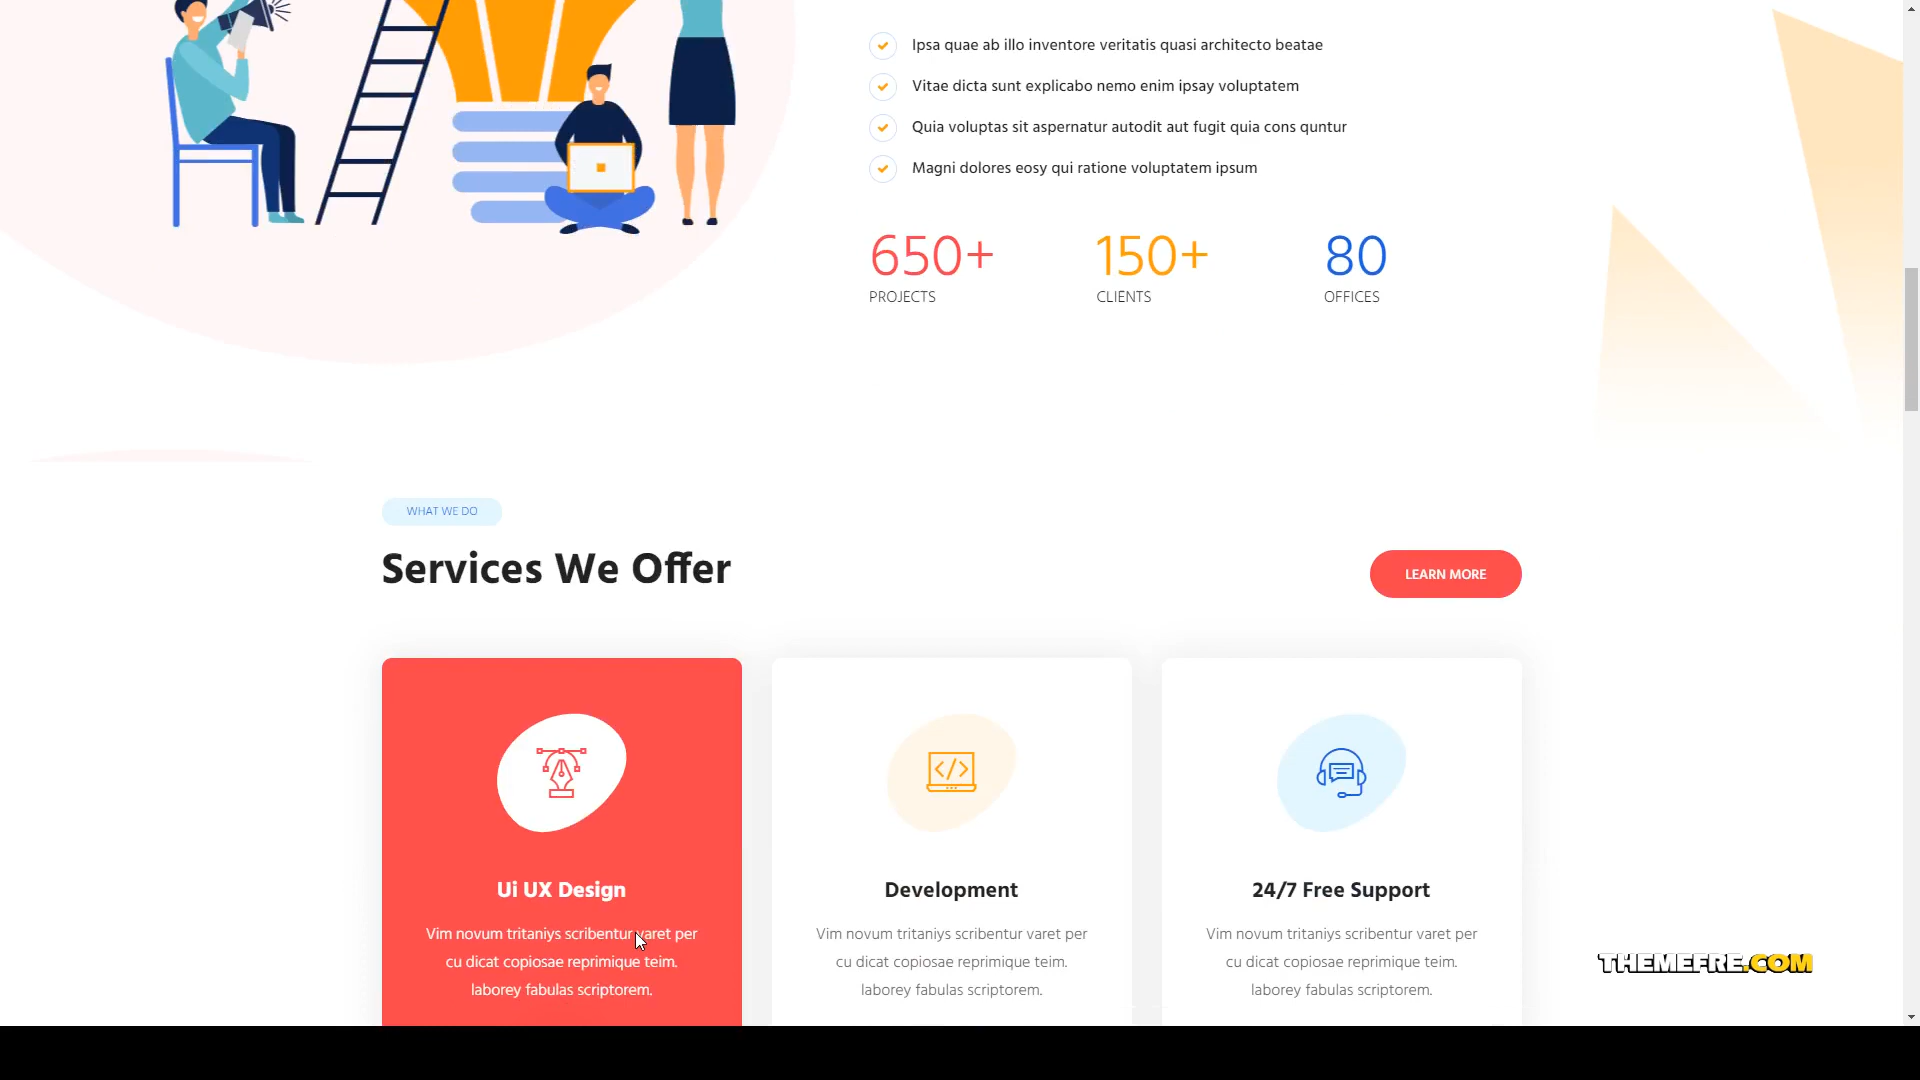 Ipsa quae ab illo inventore veritatis quasi architecto beatae
Vitae dicta sunt explicabo nemo enim ipsay voluptatem
Quia voluptas sit aspernatur autodit aut fugit quia cons quntur
Magni dolores eosy qui ratione voluptatem ipsum
650+ 150+ 80
PROJECTS CLIENTS OFFICES
WHAT WE DO
Services We Offer
LEARN MORE
Ui UX Design
Vim novum tritaniys scribentur varet per
cu dicat copiosae reprimique teim.
laborey fabulas scriptorem.
Development
Vim novum tritaniys scribentur varet per
cu dicat copiosae reprimique teim.
laborey fabulas scriptorem.
24/7 Free Support
Vim novum tritaniys scribentur varet per
cu dicat copiosae reprimique teim.
laborey fabulas scriptorem.
THEMEFRE.COM